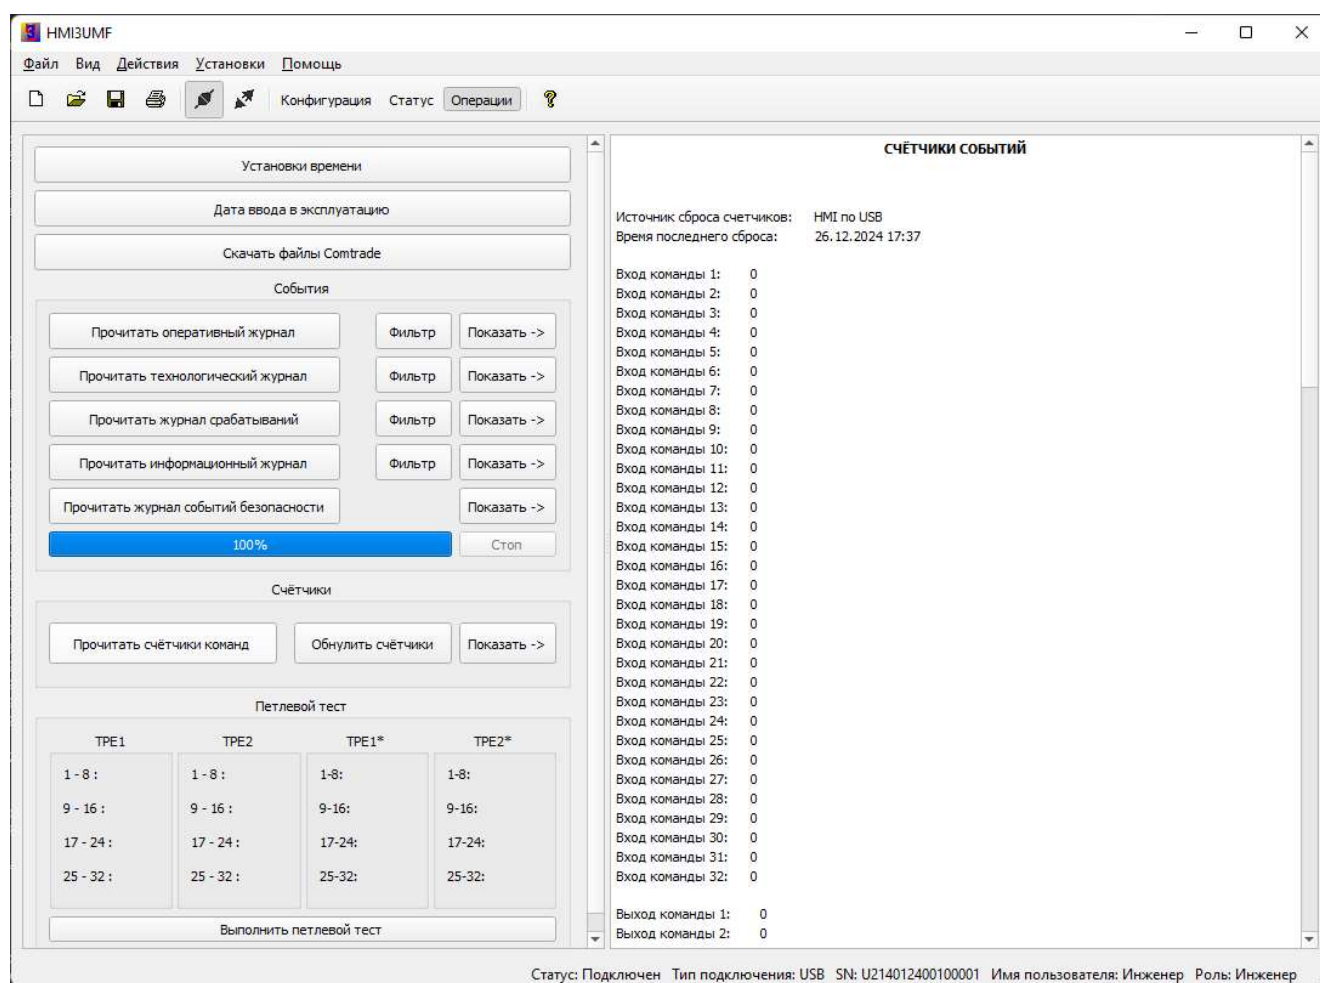 HMI3UMF
Файл Вид Действия Установки Помощь
Конфигурация Статус Операции
Установки времени
Дата ввода в эксплуатацию
Скачать файлы Comtrade
События
Прочитать оперативный журнал Фильтр Показать ->
Прочитать технологический журнал Фильтр Показать ->
Прочитать журнал срабатываний Фильтр Показать ->
Прочитать информационный журнал Фильтр Показать ->
Прочитать журнал событий безопасности Показать ->
100% Стоп
Счётчики
Прочитать счётчики команд Обнулить счётчики Показать ->
Петлевой тест
TPE1 TPE2 TPE1* TPE2*
1 - 8 : 1 - 8 : 1-8: 1-8:
9 - 16 : 9 - 16 : 9-16: 9-16:
17 - 24 : 17 - 24 : 17-24: 17-24:
25 - 32 : 25 - 32 : 25-32: 25-32:
Выполнить петлевой тест
СЧЁТЧИКИ СОБЫТИЙ
Источник сброса счетчиков: HMI по USB
Время последнего сброса: 26.12.2024 17:37
Вход команды 1: 0
Вход команды 2: 0
Вход команды 3: 0
Вход команды 4: 0
Вход команды 5: 0
Вход команды 6: 0
Вход команды 7: 0
Вход команды 8: 0
Вход команды 9: 0
Вход команды 10: 0
Вход команды 11: 0
Вход команды 12: 0
Вход команды 13: 0
Вход команды 14: 0
Вход команды 15: 0
Вход команды 16: 0
Вход команды 17: 0
Вход команды 18: 0
Вход команды 19: 0
Вход команды 20: 0
Вход команды 21: 0
Вход команды 22: 0
Вход команды 23: 0
Вход команды 24: 0
Вход команды 25: 0
Вход команды 26: 0
Вход команды 27: 0
Вход команды 28: 0
Вход команды 29: 0
Вход команды 30: 0
Вход команды 31: 0
Вход команды 32: 0
Выход команды 1: 0
Выход команды 2: 0
Статус: Подключен Тип подключения: USB SN: U214012400100001 Имя пользователя: Инженер Роль: Инженер